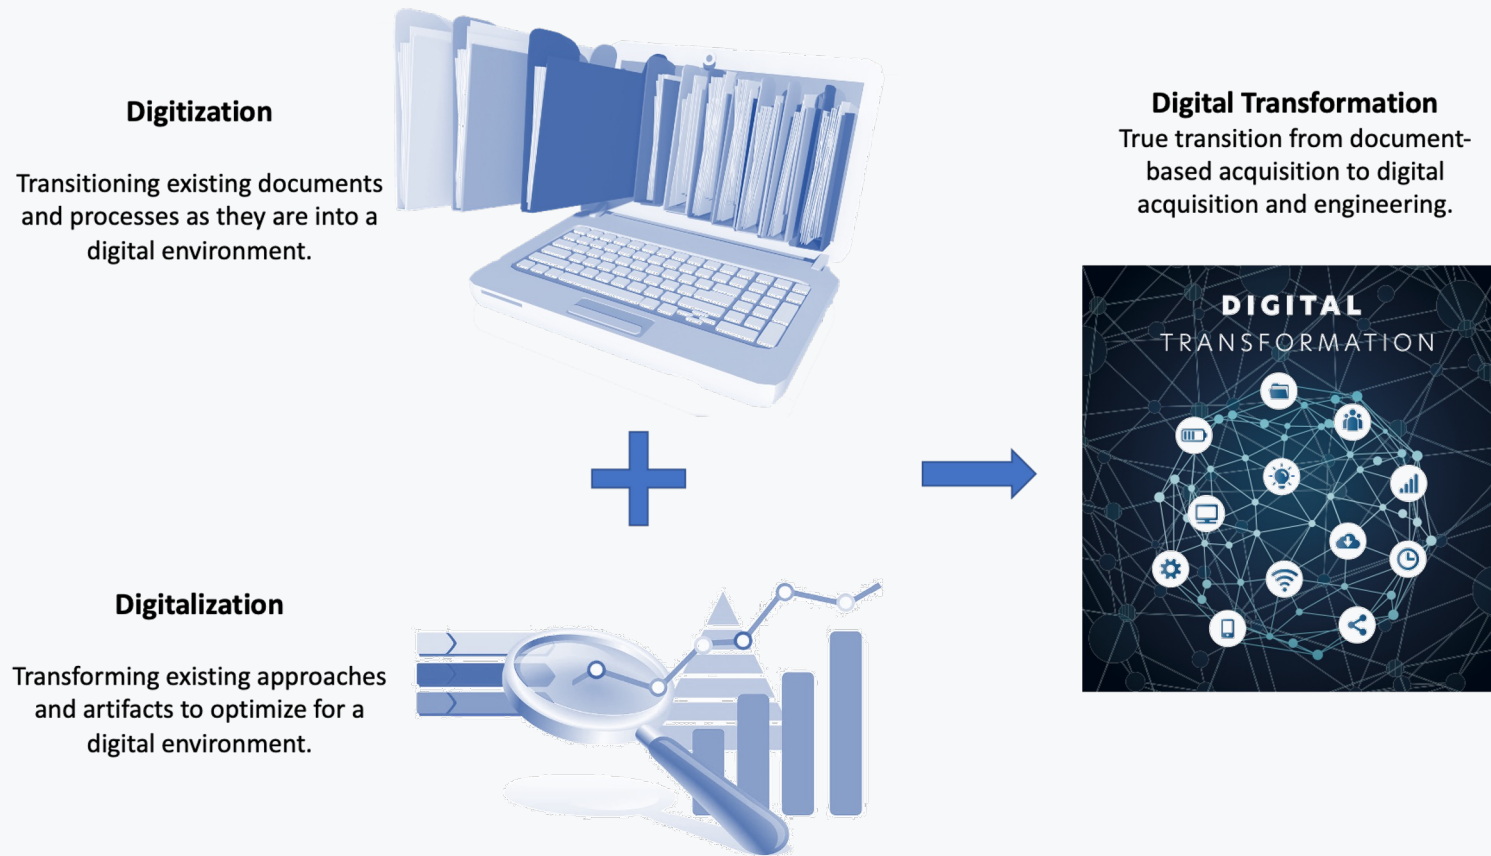 Digitization
Transitioning existing documents
and processes as they are into a
digital environment.
Digitalization
Transforming existing approaches
and artifacts to optimize for a
digital environment.
Digital Transformation
True transition from document-
based acquisition to digital
acquisition and engineering.
DIGITAL
TRANSFORMATION